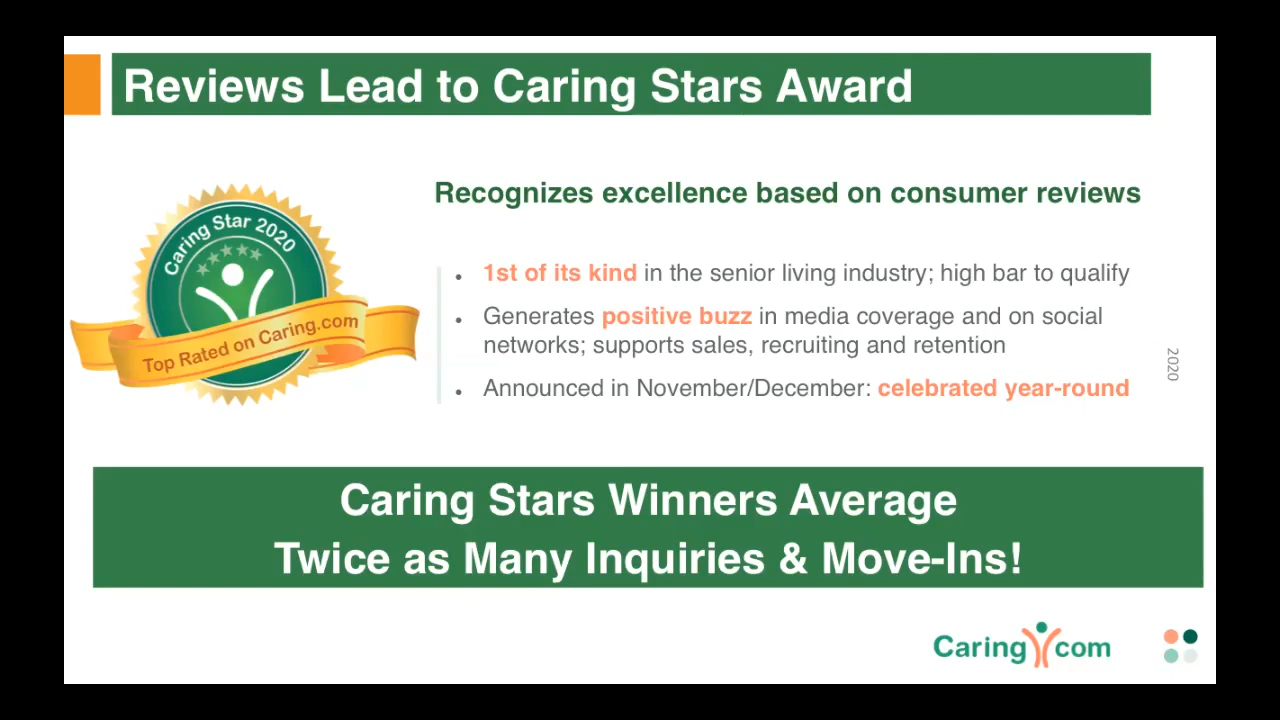 Reviews Lead to Caring Stars Award
Caring Star 2020
Top Rated on Caring.com
Recognizes excellence based on consumer reviews
• 1st of its kind in the senior living industry; high bar to qualify
• Generates positive buzz in media coverage and on social
networks; supports sales, recruiting and retention
• Announced in November/December: celebrated year-round
2020
Caring Stars Winners Average
Twice as Many Inquiries & Move-Ins!
Caring com